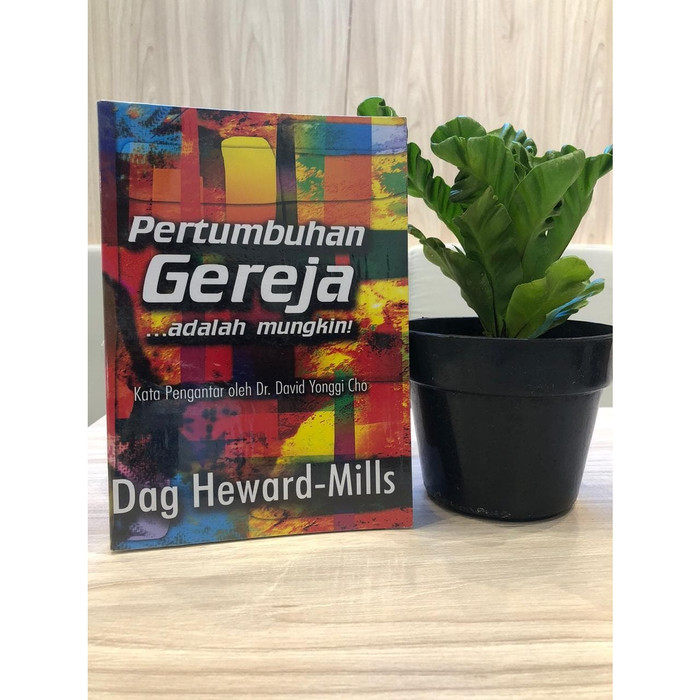 Pertumbuhan
Gereja
...adalah mungkin!
Kata Pengantar oleh Dr. David Yonggi Cho
Dag Heward-Mills